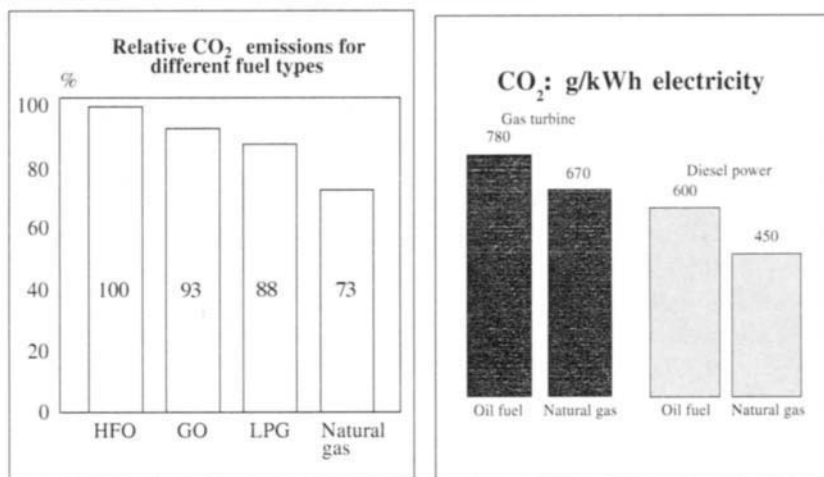 Relative CO₂ emissions for
different fuel types
%
100
80
60
40
20
0
100 93 88 73
HFO GO LPG Natural
gas
CO₂: g/kWh electricity
Gas turbine
780
670
Diesel power
600
450
Oil fuel Natural gas Oil fuel Natural gas